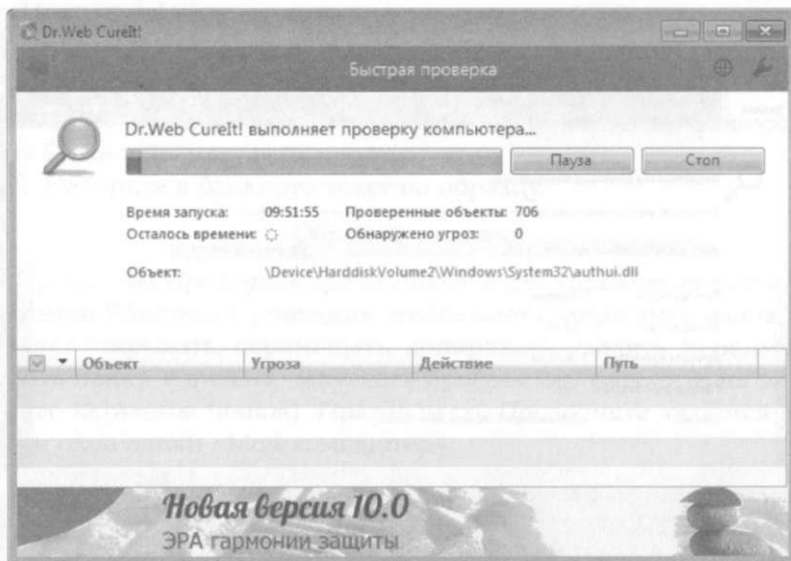 Dr.Web CureIt!
Быстрая проверка
Dr.Web CureIt! выполняет проверку компьютера...
Пауза
Стоп
Время запуска: 09:51:55 Проверенные объекты: 706
Осталось времени: Обнаружено угроз: 0
Объект: \Device\HarddiskVolume2\Windows\System32\authui.dll
Объект Угроза Действие Путь
Новая версия 10.0
ЭРА гармонии защиты